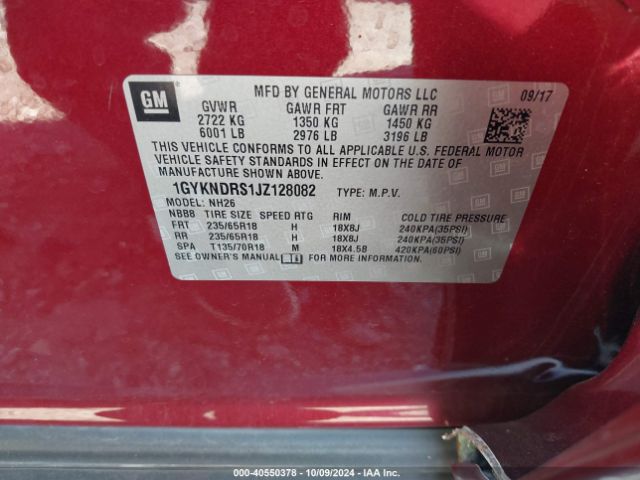 GM
MFD BY GENERAL MOTORS LLC 09/17
GVWR GAWR FRT GAWR RR
2722 KG 1350 KG 1450 KG
6001 LB 2976 LB 3196 LB
THIS VEHICLE CONFORMS TO ALL APPLICABLE U.S. FEDERAL MOTOR
VEHICLE SAFETY STANDARDS IN EFFECT ON THE DATE OF
MANUFACTURE SHOWN ABOVE.
1GYKNDRS1JZ128082 TYPE: M.P.V.
MODEL: NH26
NBB8 TIRE SIZE SPEED RTG RIM COLD TIRE PRESSURE
FRT 235/65R18 H 18X8J 240KPA(35PSI)
RR 235/65R18 H 18X8J 240KPA(35PSI)
SPA T135/70R18 M 18X4.5B 420KPA(60PSI)
SEE OWNER'S MANUAL FOR MORE INFORMATION.
000-40550378 - 10/09/2024 - IAA Inc.